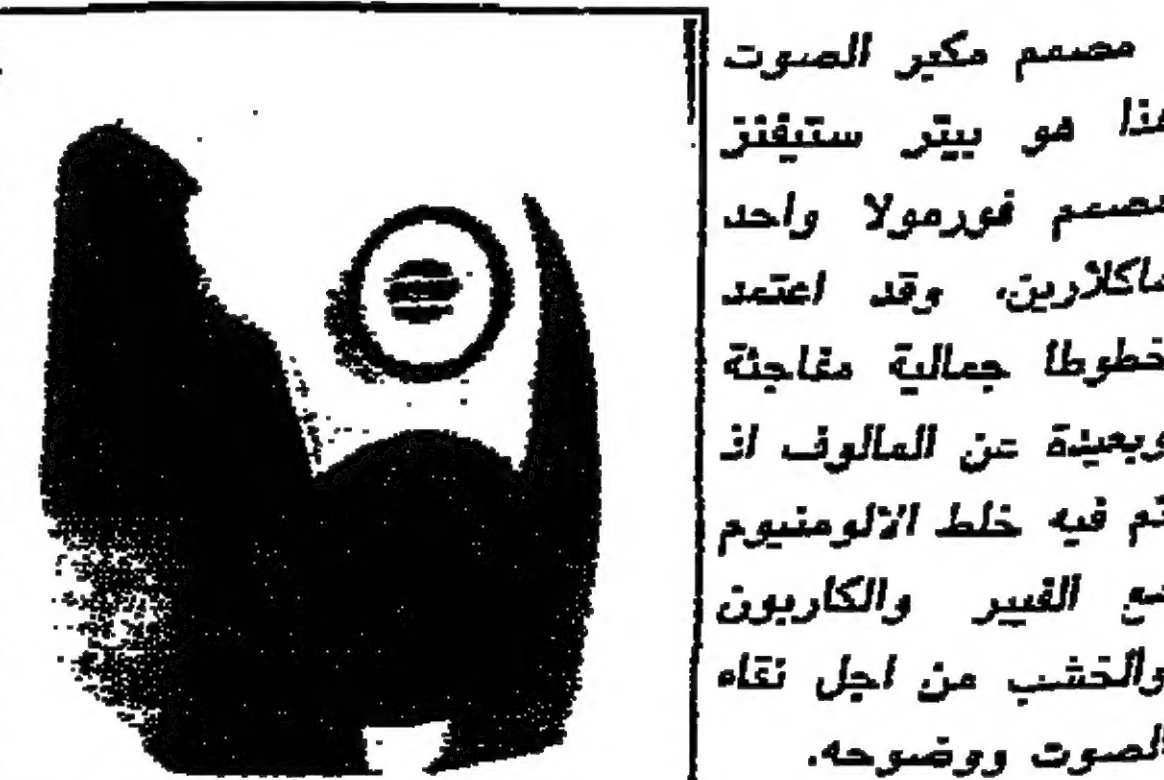 مصمم مكبر الصوت
هذا هو بيتر ستيفنز
مصمم فورمولا واحد
ماكلارين. وقد اعتمد
خطوطا جمالية مفاجئة
وبعيدة عن المالوف اذ
تم فيه خلط الالومنيوم
مع الفيبر والكاربون
والخشب من اجل نقاء
الصوت ووضوحه.